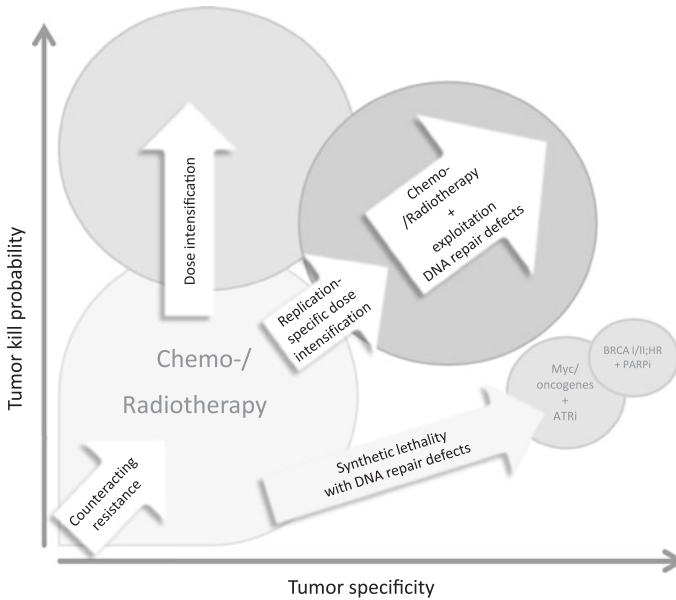 Tumor kill probability
Dose intensification
Chemo-
/Radiotherapy
+
exploitation
DNA repair defects
Replication-
specific dose
intensification
Chemo-/
Radiotherapy
BRCA I/II;HR
+ PARPi
Myc/
oncogenes
+
ATRi
Synthetic lethality
with DNA repair defects
Counteracting
resistance
Tumor specificity